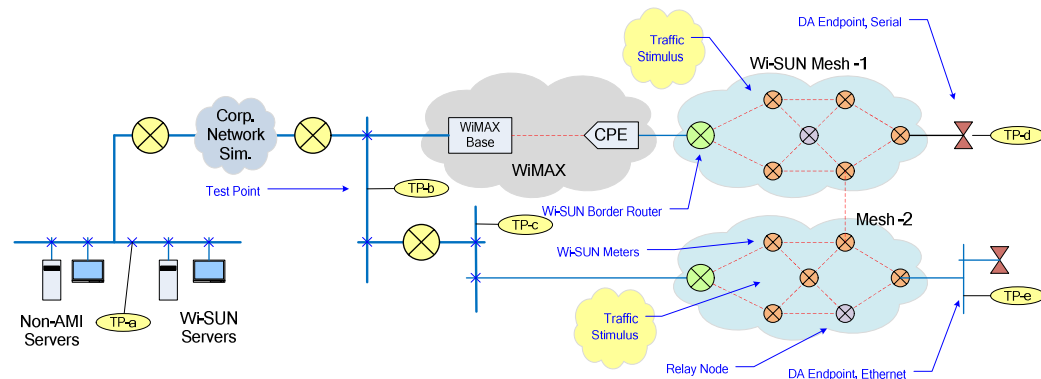 DA Endpoint, Serial
Traffic
Stimulus
Wi-SUN Mesh -1
Corp.
Network
Sim.
WiMAX
Base
CPE
TP-d
WiMAX
Test Point
TP-b
Wi-SUN Border Router
TP-c
Mesh -2
Wi-SUN Meters
Non-AMI
Servers
TP-a
Wi-SUN
Servers
Traffic
Stimulus
TP-e
Relay Node
DA Endpoint, Ethernet